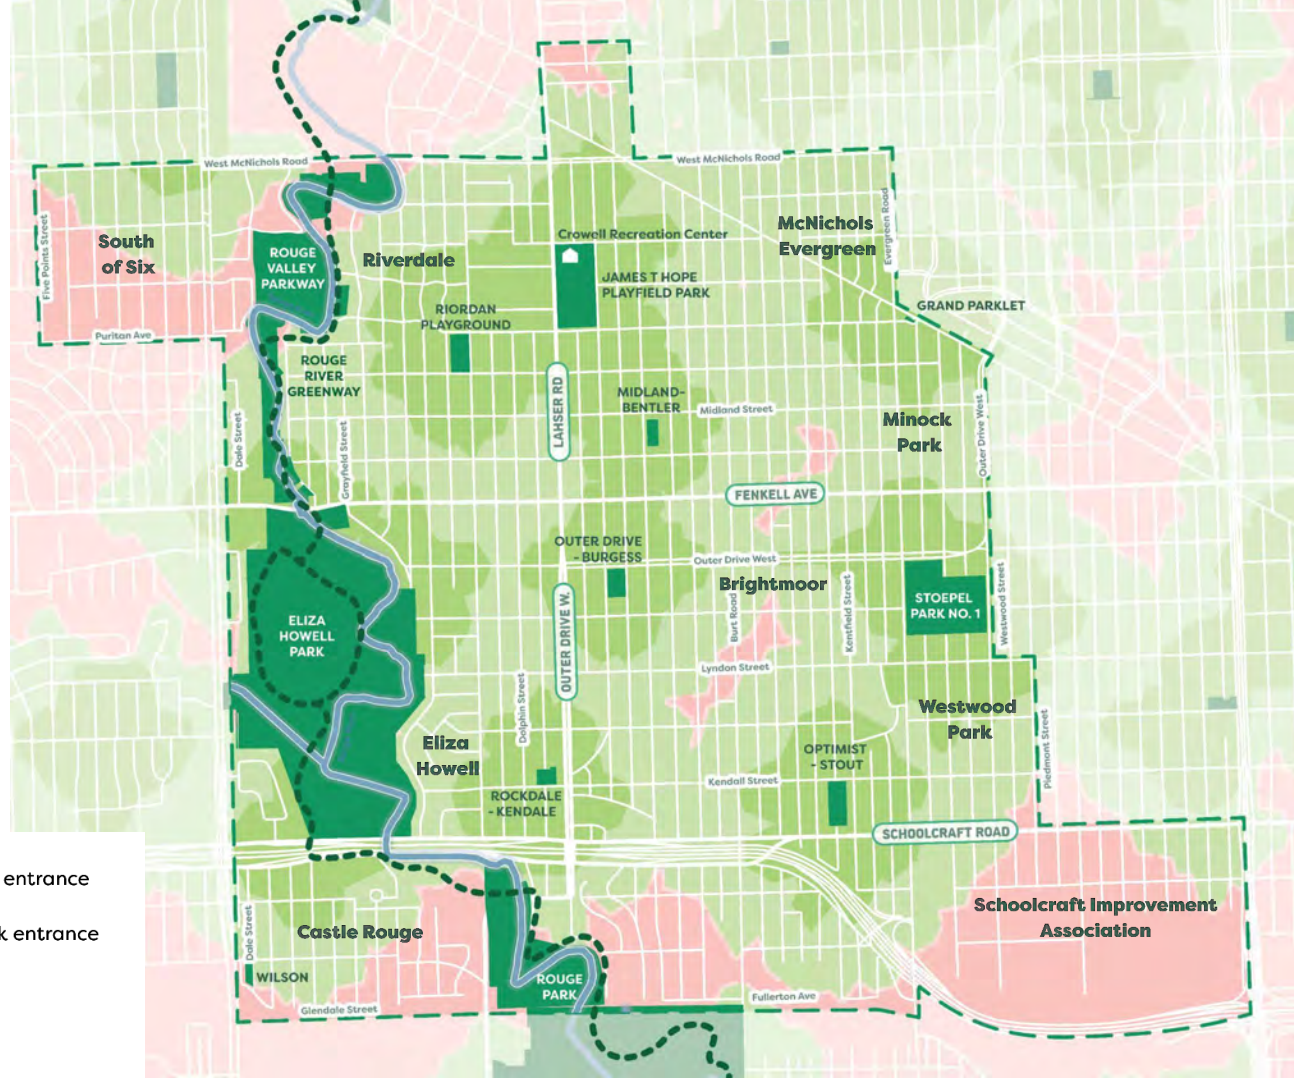 West McNichols Road
West McNichols Road
Five Points Street
South
of Six
ROUGE
VALLEY
PARKWAY
Riverdale
Crowell Recreation Center
JAMES T HOPE
PLAYFIELD PARK
McNichols
Evergreen
Evergreen Road
GRAND PARKLET
RIORDAN
PLAYGROUND
Puritan Ave
ROUGE
RIVER
GREENWAY
LAHSER RD
MIDLAND-
BENTLER
Midland Street
Minock
Park
Outer Drive West
Dale Street
Grayfield Street
FENKELL AVE
OUTER DRIVE
- BURGESS
Outer Drive West
Brightmoor
Burt Road
Kentfield Street
STOEPEL
PARK NO. 1
Westwood Street
ELIZA
HOWELL
PARK
OUTER DRIVE W.
Lyndon Street
Dolphin Street
Westwood
Park
Piedmont Street
Eliza
Howell
OPTIMIST
- STOUT
Kendall Street
ROCKDALE
- KENDALE
SCHOOLCRAFT ROAD
entrance
k entrance
Dale Street
Castle Rouge
Schoolcraft Improvement
Association
WILSON
ROUGE
PARK
Glendale Street
Fullerton Ave